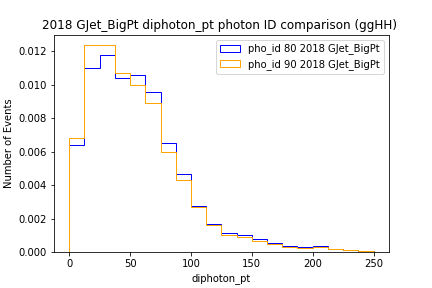 2018 GJet_BigPt diphoton_pt photon ID comparison (ggHH)
pho_id 80 2018 GJet_BigPt
pho_id 90 2018 GJet_BigPt
Number of Events
0.012
0.010
0.008
0.006
0.004
0.002
0.000
0 50 100 150 200 250
diphoton_pt